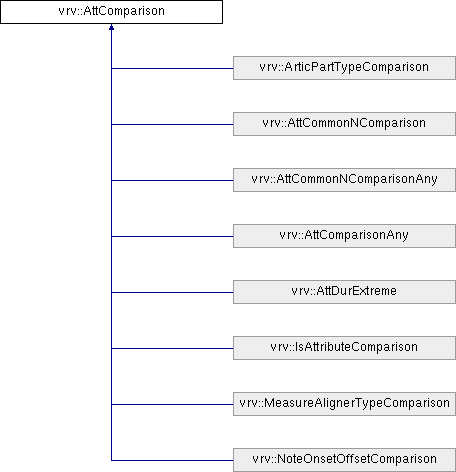 vrv::AttComparison
vrv::ArticPartTypeComparison
vrv::AttCommonNComparison
vrv::AttCommonNComparisonAny
vrv::AttComparisonAny
vrv::AttDurExtreme
vrv::IsAttributeComparison
vrv::MeasureAlignerTypeComparison
vrv::NoteOnsetOffsetComparison